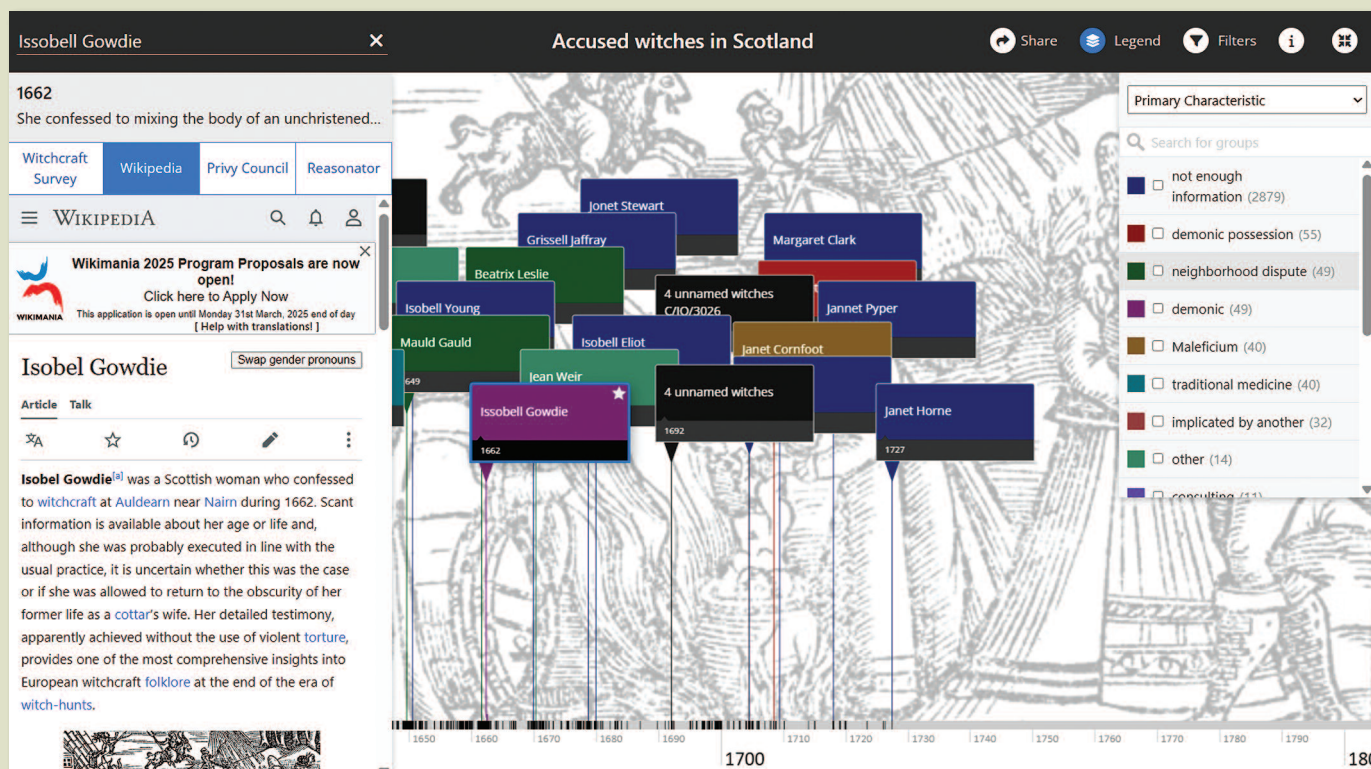 Issobell Gowdie
Accused witches in Scotland
Share
Legend
Filters
i
1662
She confessed to mixing the body of an unchristened...
Witchcraft
Survey
Wikipedia
Privy Council
Reasonator
WIKIPEDIA
Wikimania 2025 Program Proposals are now
open!
Click here to Apply Now
This application is open until Monday 31st March, 2025 end of day
[ Help with translations! ]
WIKIMANIA
Isobel Gowdie
Swap gender pronouns
Article Talk
Isobel Gowdie[a] was a Scottish woman who confessed
to witchcraft at Auldearn near Nairn during 1662. Scant
information is available about her age or life and,
although she was probably executed in line with the
usual practice, it is uncertain whether this was the case
or if she was allowed to return to the obscurity of her
former life as a cottar's wife. Her detailed testimony,
apparently achieved without the use of violent torture,
provides one of the most comprehensive insights into
European witchcraft folklore at the end of the era of
witch-hunts.
Jonet Stewart
Grissell Jaffray
Margaret Clark
Beatrix Leslie
4 unnamed witches
C/JO/3026
Isobell Young
Jannet Pyper
Mauld Gauld
Isobell Eliot
Janet Cornfoot
649
Jean Weir
4 unnamed witches
1692
Issobell Gowdie
1662
Janet Horne
1727
Primary Characteristic
Search for groups
not enough
information (2879)
demonic possession (55)
neighborhood dispute (49)
demonic (49)
Maleficium (40)
traditional medicine (40)
implicated by another (32)
other (14)
consulting (11)
1650 1660 1670 1680 1690 1710 1720 1730 1740 1750 1760 1770 1780 1790
1700
180